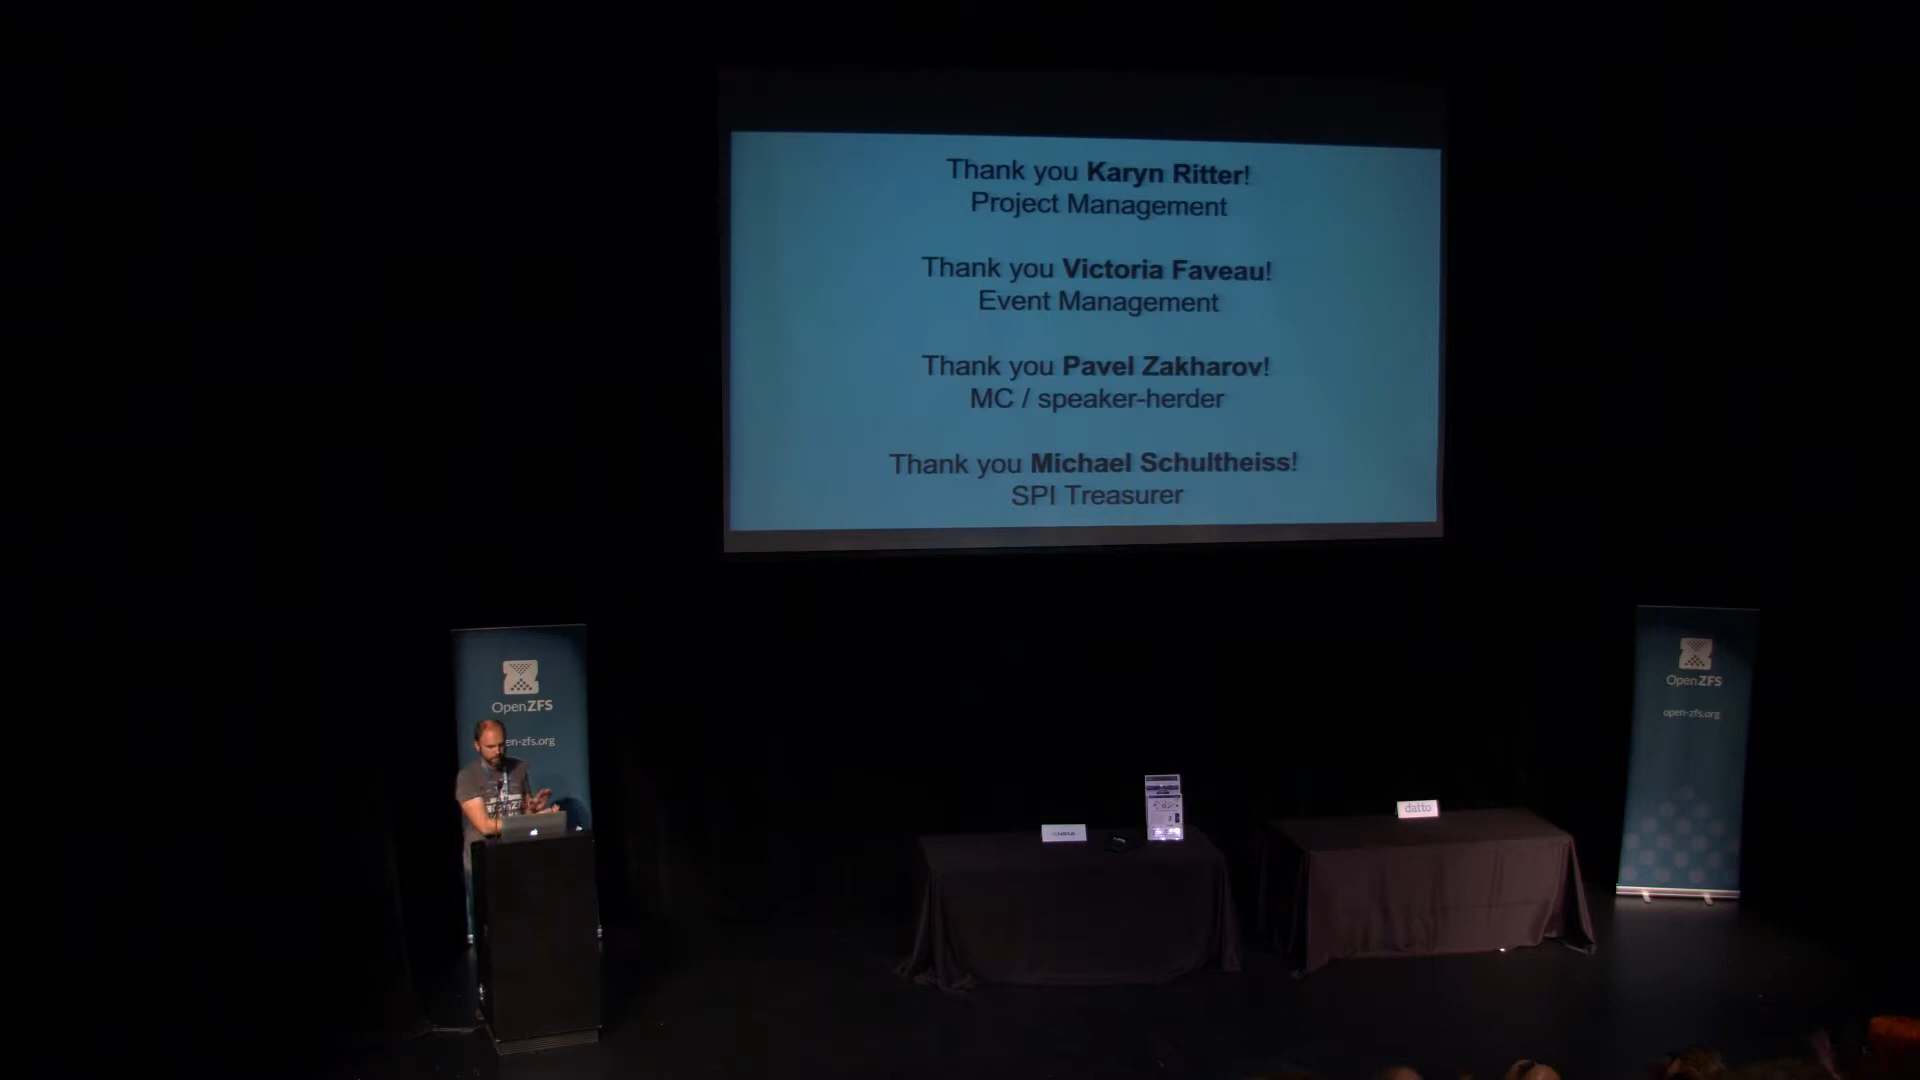 Thank you Karyn Ritter!
Project Management
Thank you Victoria Faveau!
Event Management
Thank you Pavel Zakharov!
MC / speaker-herder
Thank you Michael Schultheiss!
SPI Treasurer
OpenZFS
en-zfs.org
OpenZFS
open-zfs.org
datto